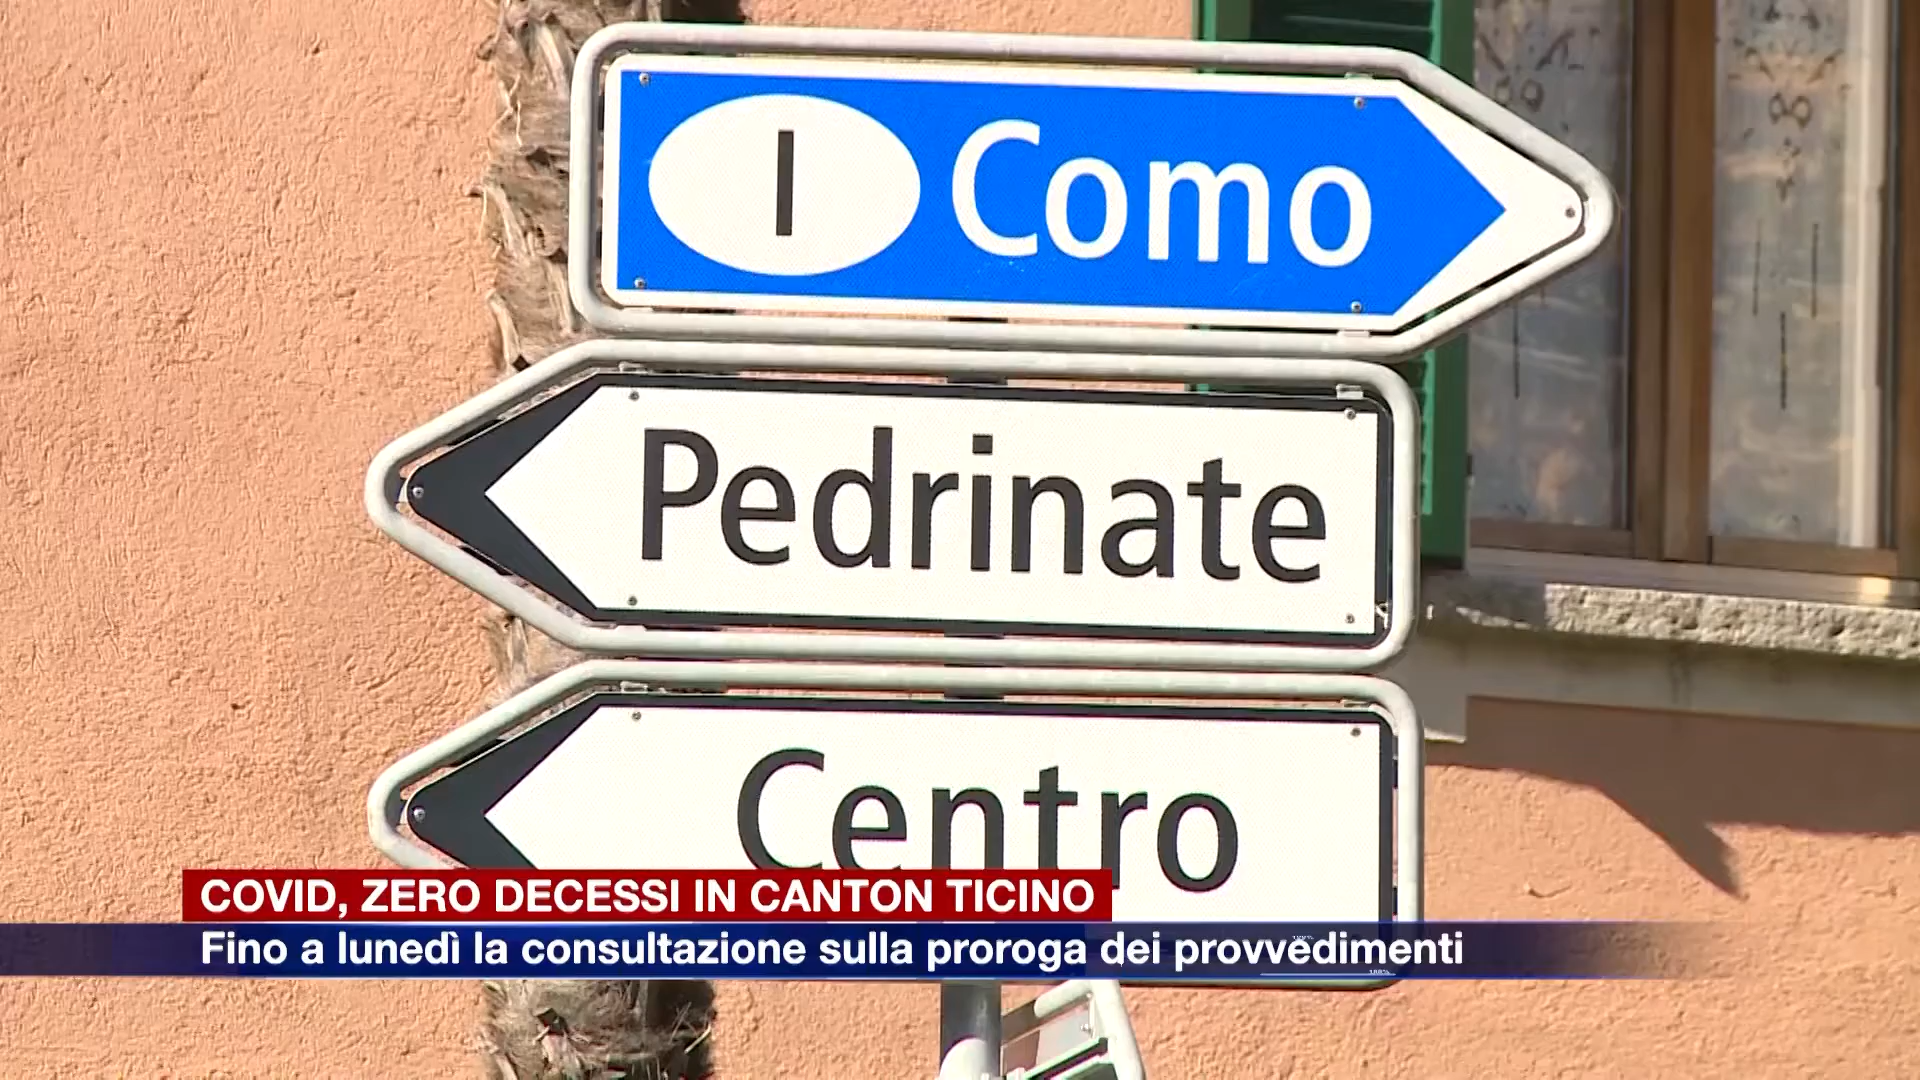 I Como
Pedrinate
Centro
COVID, ZERO DECESSI IN CANTON TICINO
Fino a lunedì la consultazione sulla proroga dei provvedimenti